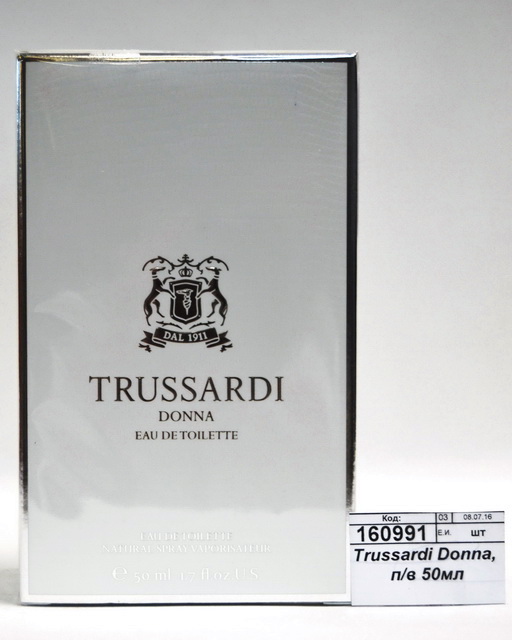 DAL 1911
TRUSSARDI
DONNA
EAU DE TOILETTE
EAU DE TOILETTE
NATURAL SPRAY VAPORISATEUR
℮ 50 ml 1.7 fl oz U.S.
Код: 03 08.07.16
160991 Е.И. шт
Trussardi Donna,
п/в 50мл